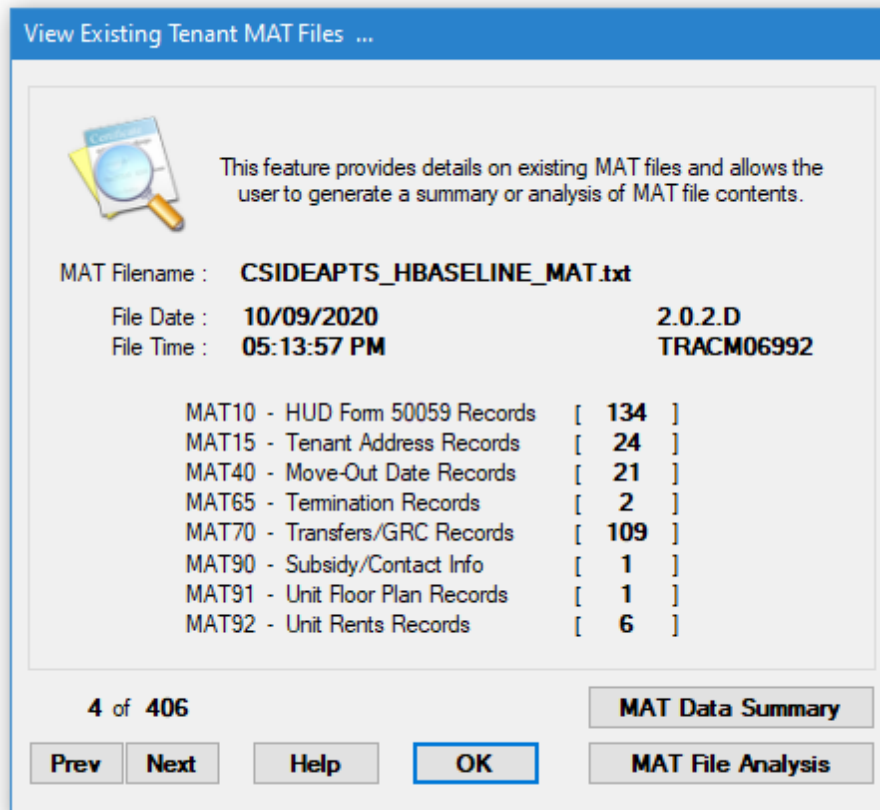 View Existing Tenant MAT Files ...
Certificate
This feature provides details on existing MAT files and allows the
user to generate a summary or analysis of MAT file contents.
MAT Filename : CSIDEAPTS_HBASELINE_MAT.txt
File Date : 10/09/2020 2.0.2.D
File Time : 05:13:57 PM TRACM06992
MAT10 - HUD Form 50059 Records [ 134 ]
MAT15 - Tenant Address Records [ 24 ]
MAT40 - Move-Out Date Records [ 21 ]
MAT65 - Termination Records [ 2 ]
MAT70 - Transfers/GRC Records [ 109 ]
MAT90 - Subsidy/Contact Info [ 1 ]
MAT91 - Unit Floor Plan Records [ 1 ]
MAT92 - Unit Rents Records [ 6 ]
4 of 406 MAT Data Summary
Prev Next Help OK MAT File Analysis